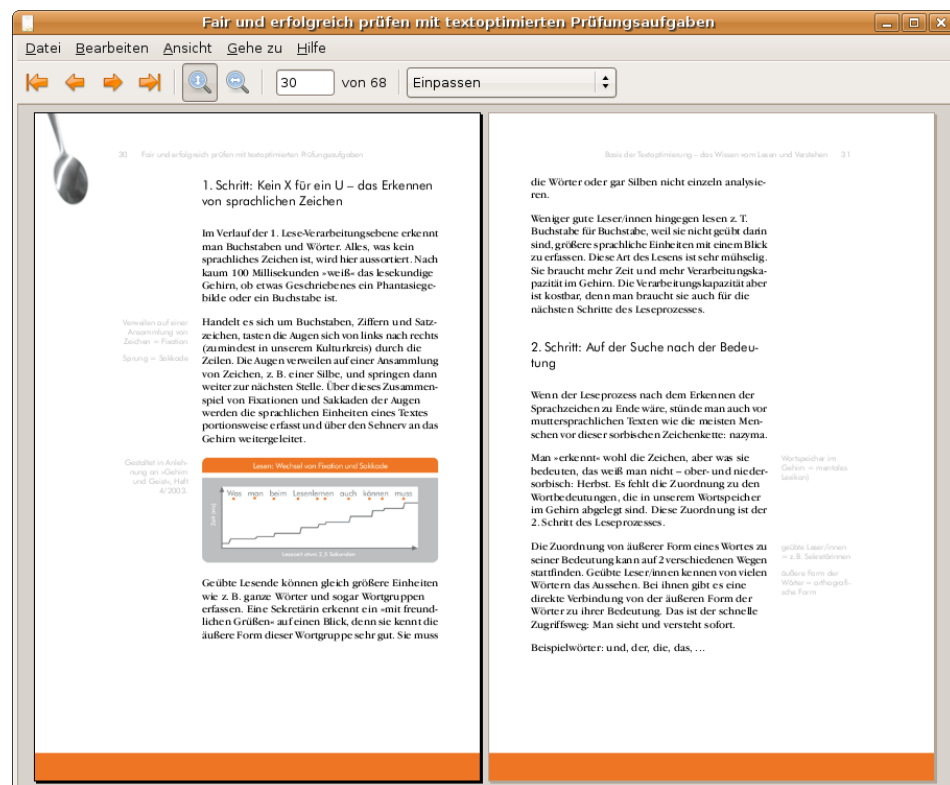 Fair und erfolgreich prüfen mit textoptimierten Prüfungsaufgaben
Datei Bearbeiten Ansicht Gehe zu Hilfe
30 von 68 Einpassen
30 Fair und erfolgreich prüfen mit textoptimierten Prüfungsaufgaben
1. Schritt: Kein X für ein U – das Erkennen
von sprachlichen Zeichen
Im Verlauf der 1. Lese-Verarbeitungsebene erkennt
man Buchstaben und Wörter. Alles, was kein
sprachliches Zeichen ist, wird hier aussortiert. Nach
kaum 100 Millisekunden »weiß« das lesekundige
Gehirn, ob etwas Geschriebenes ein Phantasiege-
bilde oder ein Buchstabe ist.
Verweilen auf einer
Ansammlung von
Zeichen = Fixation
Sprung = Sakkade
Handelt es sich um Buchstaben, Ziffern und Satz-
zeichen, tasten die Augen sich von links nach rechts
(zumindest in unserem Kulturkreis) durch die
Zeilen. Die Augen verweilen auf einer Ansammlung
von Zeichen, z. B. einer Silbe, und springen dann
weiter zur nächsten Stelle. Über dieses Zusammen-
spiel von Fixationen und Sakkaden der Augen
werden die sprachlichen Einheiten eines Textes
portionsweise erfasst und über den Sehnerv an das
Gehirn weitergeleitet.
Gestaltet in Anleh-
nung an »Gehirn
und Geist«, Heft
4/2003.
Lesen: Wechsel von Fixation und Sakkade
Was man beim Lesenlernen auch können muss
Lesezeit etwa 2,5 Sekunden
Geübte Lesende können gleich größere Einheiten
wie z. B. ganze Wörter und sogar Wortgruppen
erfassen. Eine Sekretärin erkennt ein »mit freund-
lichen Grüßen« auf einen Blick, denn sie kennt die
äußere Form dieser Wortgruppe sehr gut. Sie muss
Basis der Textoptimierung – das Wissen vom Lesen und Verstehen 31
die Wörter oder gar Silben nicht einzeln analysie-
ren.
Weniger gute Leser/innen hingegen lesen z. T.
Buchstabe für Buchstabe, weil sie nicht geübt darin
sind, größere sprachliche Einheiten mit einem Blick
zu erfassen. Diese Art des Lesens ist sehr mühselig.
Sie braucht mehr Zeit und mehr Verarbeitungska-
pazität im Gehirn. Die Verarbeitungskapazität aber
ist kostbar, denn man braucht sie auch für die
nächsten Schritte des Leseprozesses.
2. Schritt: Auf der Suche nach der Bedeu-
tung
Wenn der Leseprozess nach dem Erkennen der
Sprachzeichen zu Ende wäre, stünde man auch vor
muttersprachlichen Texten wie die meisten Men-
schen vor dieser sorbischen Zeichenkette: nazyma.
Man »erkennt« wohl die Zeichen, aber was sie
bedeuten, das weiß man nicht – ober- und nieder-
sorbisch: Herbst. Es fehlt die Zuordnung zu den
Wortbedeutungen, die in unserem Wortspeicher
im Gehirn abgelegt sind. Diese Zuordnung ist der
2. Schritt des Leseprozesses.
Wortspeicher im
Gehirn = mentales
Lexikon)
Die Zuordnung von äußerer Form eines Wortes zu
seiner Bedeutung kann auf 2 verschiedenen Wegen
stattfinden. Geübte Leser/innen kennen von vielen
Wörtern das Aussehen. Bei ihnen gibt es eine
direkte Verbindung von der äußeren Form der
Wörter zu ihrer Bedeutung. Das ist der schnelle
Zugriffsweg: Man sieht und versteht sofort.
geübte Leser/innen
= z.B. Sekretärinnen
äußere Form der
Wörter = orthografi-
sche Form
Beispielwörter: und, der, die, das, ...